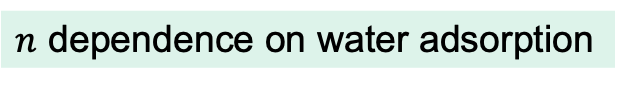 𝑛 dependence on water adsorption